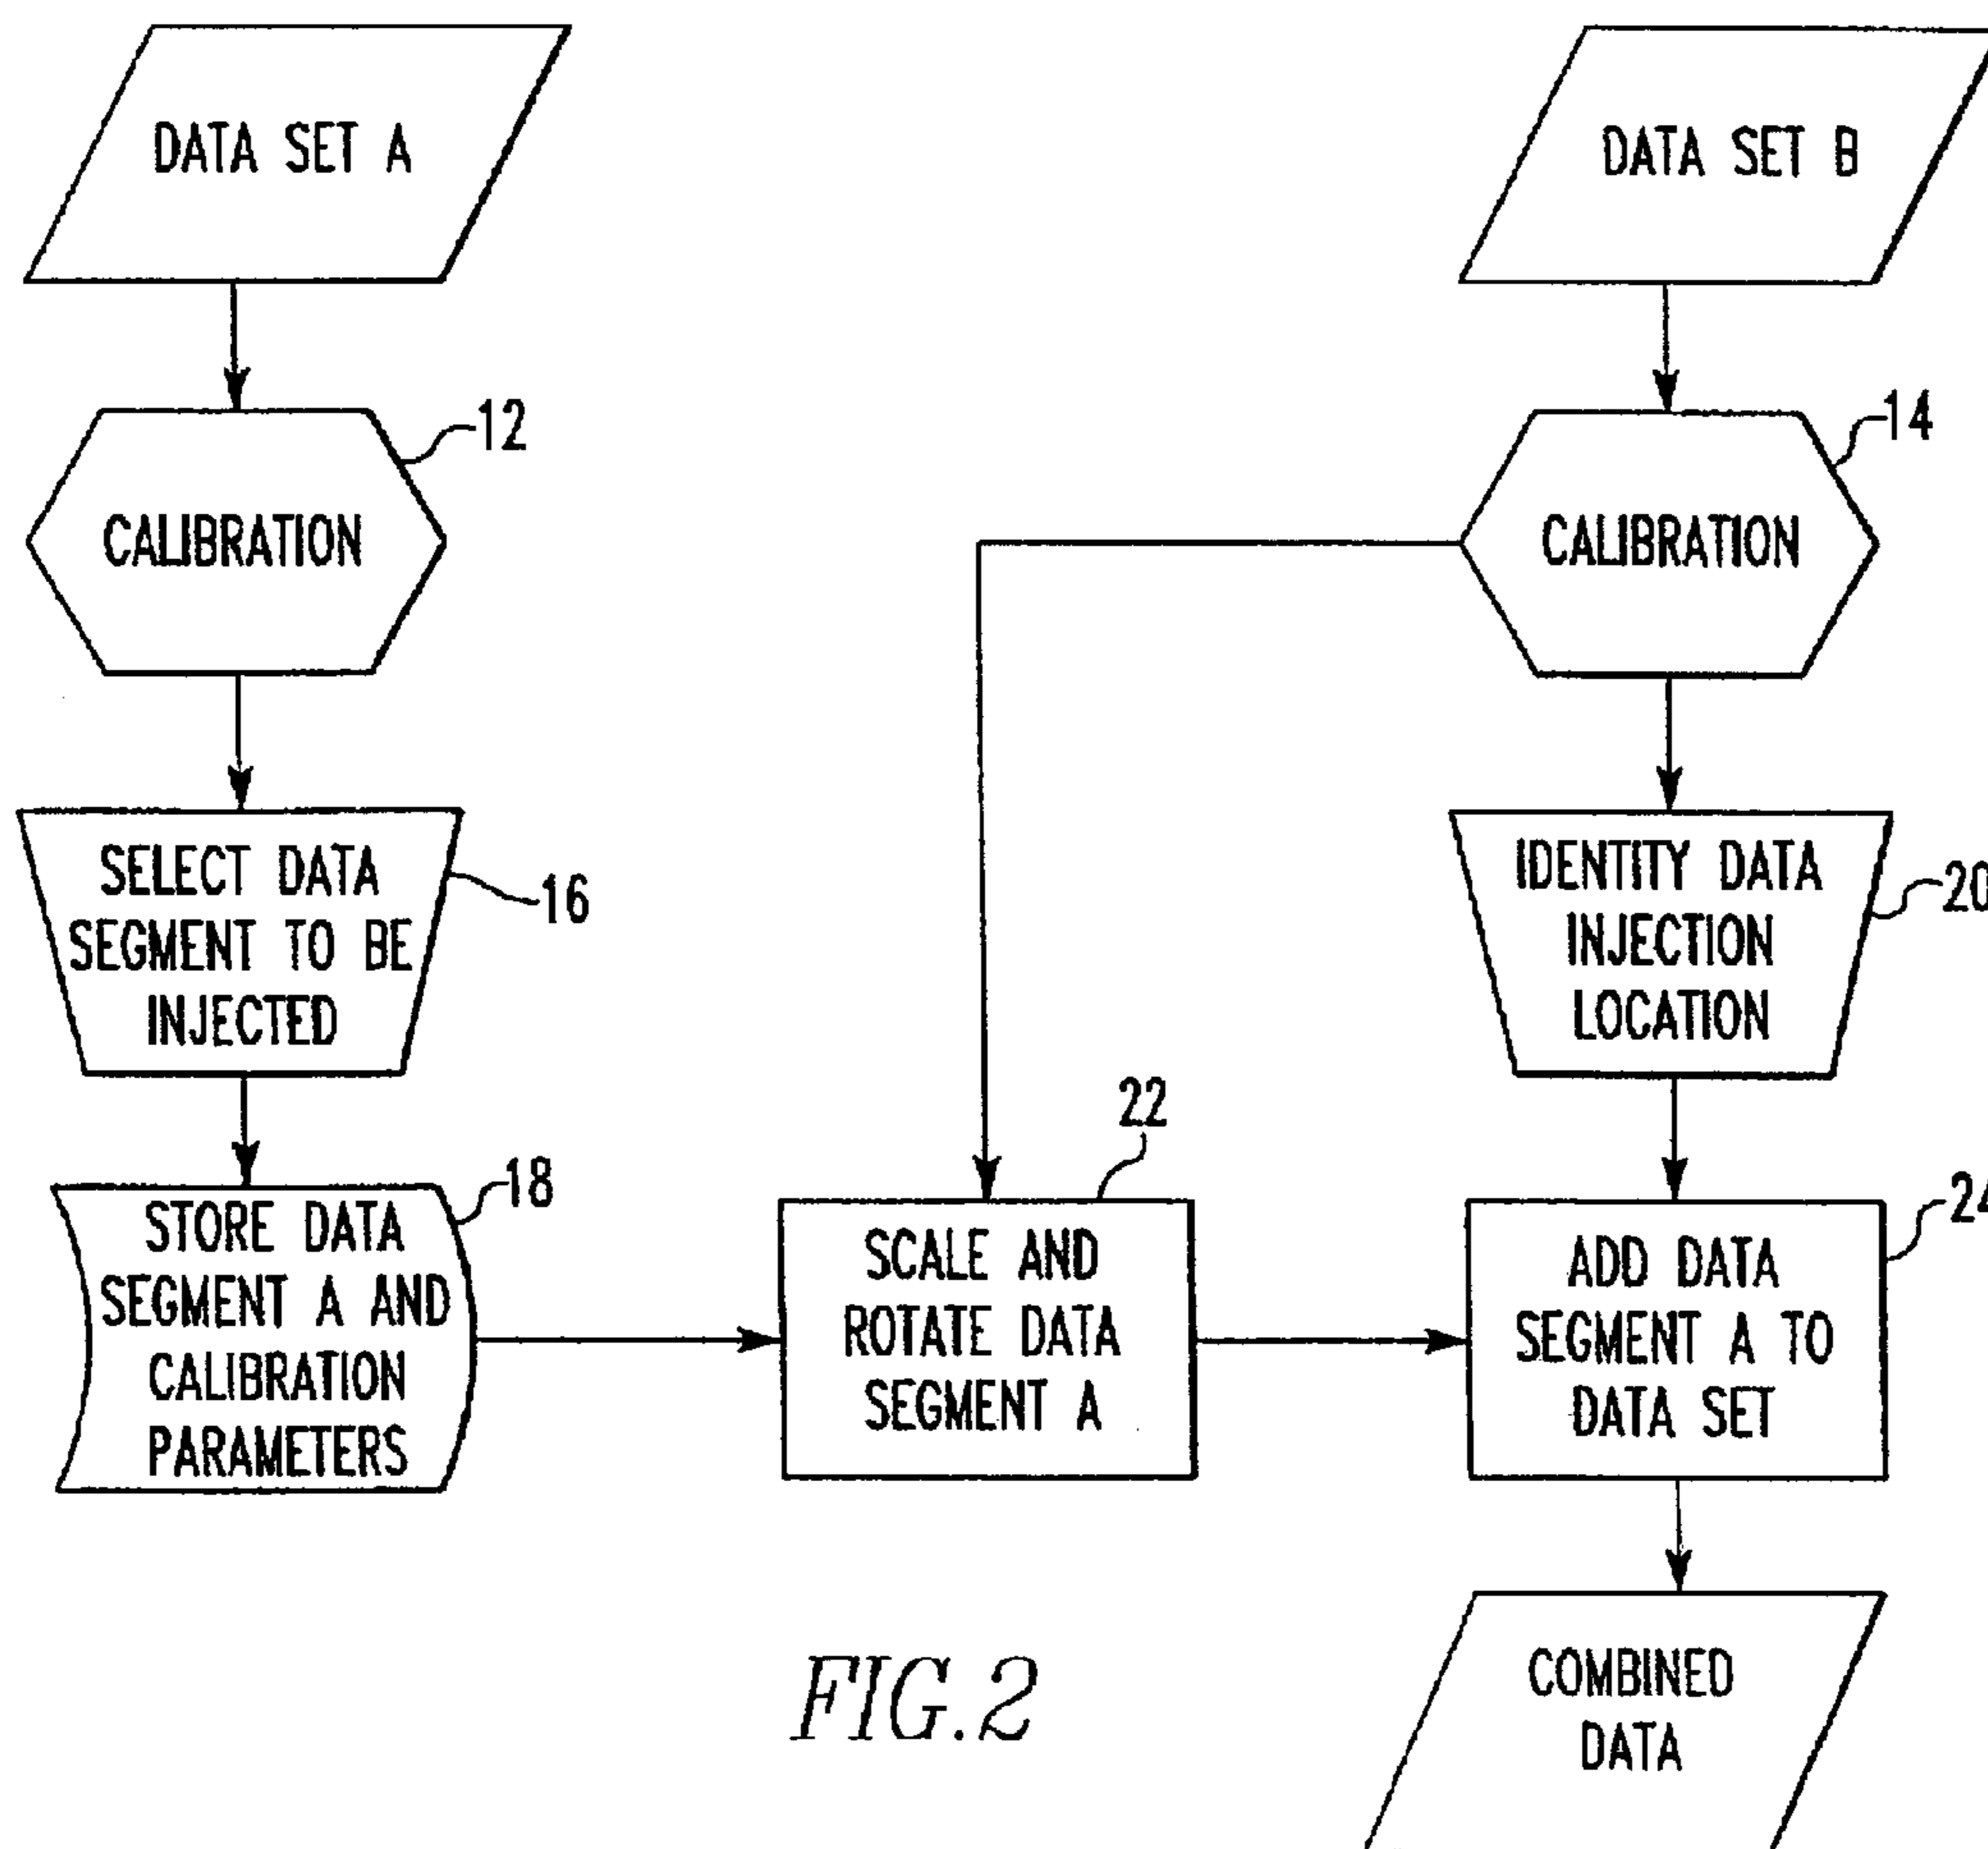 DATA SET A
DATA SET B
12
CALIBRATION
14
CALIBRATION
SELECT DATA
SEGMENT TO BE
INJECTED
16
IDENTITY DATA
INJECTION
LOCATION
20
22
18
STORE DATA
SEGMENT A AND
CALIBRATION
PARAMETERS
SCALE AND
ROTATE DATA
SEGMENT A
24
ADD DATA
SEGMENT A TO
DATA SET
COMBINED
DATA
FIG.2